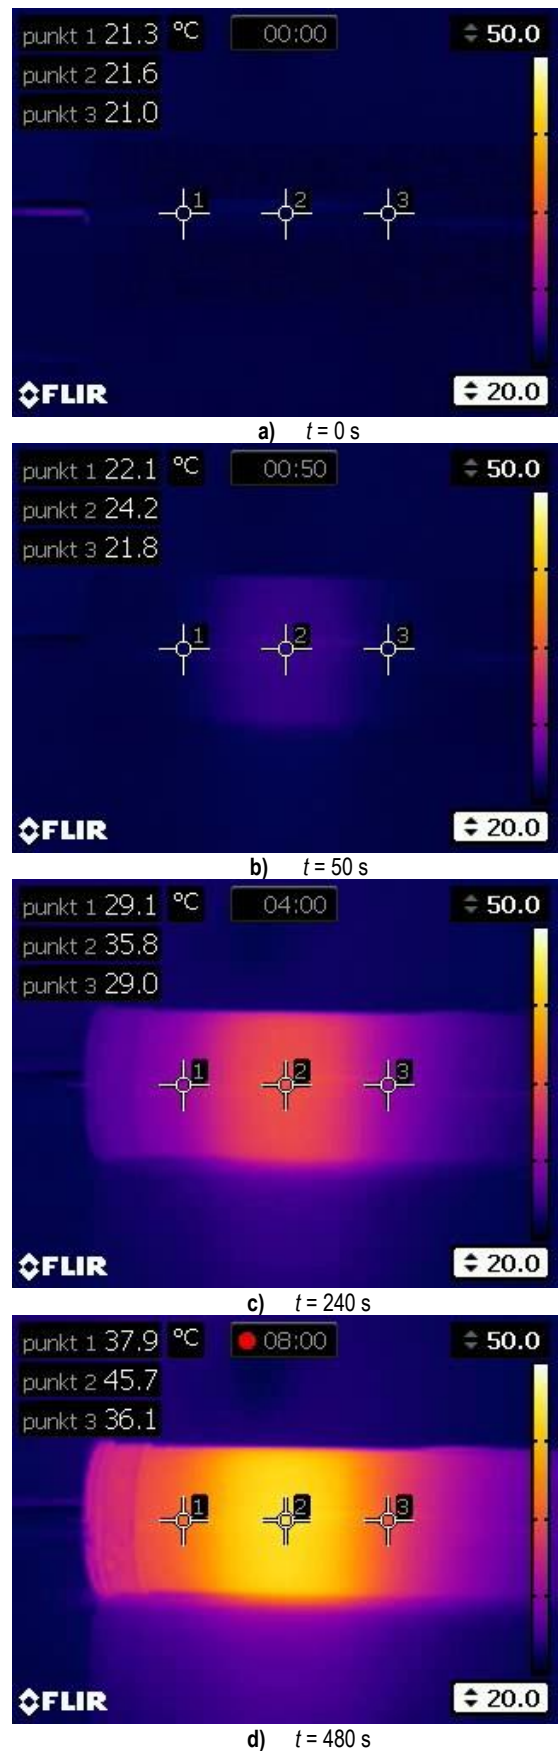 punkt 1 21.3 °C 00:00 50.0
punkt 2 21.6
punkt 3 21.0
1 2 3
FLIR 20.0
a) t = 0 s
punkt 1 22.1 °C 00:50 50.0
punkt 2 24.2
punkt 3 21.8
1 2 3
FLIR 20.0
b) t = 50 s
punkt 1 29.1 °C 04:00 50.0
punkt 2 35.8
punkt 3 29.0
1 2 3
FLIR 20.0
c) t = 240 s
punkt 1 37.9 °C 08:00 50.0
punkt 2 45.7
punkt 3 36.1
1 2 3
FLIR 20.0
d) t = 480 s